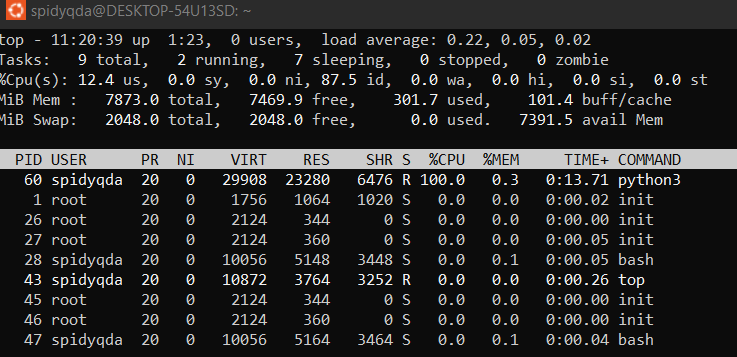 spidyqda@DESKTOP-54U13SD: ~
top - 11:20:39 up  1:23,  0 users,  load average: 0.22, 0.05, 0.02
Tasks:   9 total,   2 running,   7 sleeping,   0 stopped,   0 zombie
%Cpu(s): 12.4 us,  0.0 sy,  0.0 ni, 87.5 id,  0.0 wa,  0.0 hi,  0.0 si,  0.0 st
MiB Mem :   7873.0 total,   7469.9 free,    301.7 used,    101.4 buff/cache
MiB Swap:   2048.0 total,   2048.0 free,      0.0 used.   7391.5 avail Mem
PID USER      PR  NI    VIRT    RES    SHR S  %CPU  %MEM     TIME+ COMMAND
60 spidyqda  20   0   29908  23280   6476 R 100.0   0.3   0:13.71 python3
1 root      20   0    1756   1064   1020 S   0.0   0.0   0:00.02 init
26 root      20   0    2124    344      0 S   0.0   0.0   0:00.00 init
27 root      20   0    2124    360      0 S   0.0   0.0   0:00.05 init
28 spidyqda  20   0   10056   5148   3448 S   0.0   0.1   0:00.05 bash
43 spidyqda  20   0   10872   3764   3252 R   0.0   0.0   0:00.26 top
45 root      20   0    2124    344      0 S   0.0   0.0   0:00.00 init
46 root      20   0    2124    360      0 S   0.0   0.0   0:00.00 init
47 spidyqda  20   0   10056   5164   3464 S   0.0   0.1   0:00.04 bash